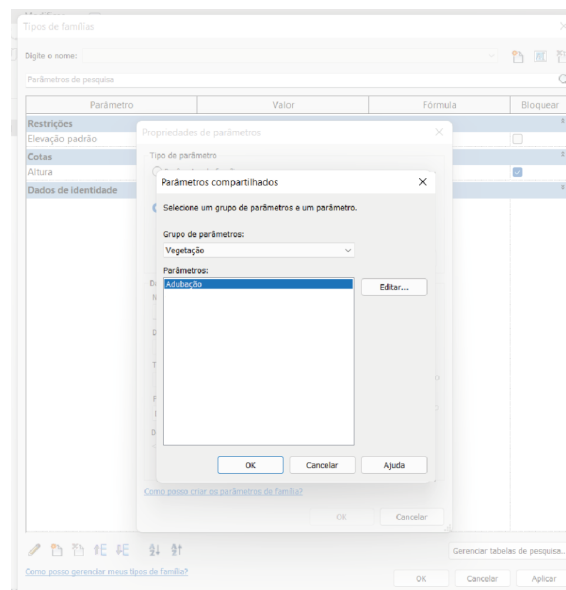 Tipos de famílias
Digite o nome:
Parâmetros de pesquisa
Parâmetro Valor Fórmula Bloquear
Restrições
Elevação padrão
Cotas
Altura
Dados de identidade
Propriedades de parâmetros
Tipo de parâmetro
Parâmetros compartilhados
Selecione um grupo de parâmetros e um parâmetro.
Grupo de parâmetros:
Vegetação
Parâmetros:
Adubação
Editar...
OK Cancelar Ajuda
Como posso criar os parâmetros de família?
OK Cancelar
Gerenciar tabelas de pesquisa...
Como posso gerenciar meus tipos de família?
OK Cancelar Aplicar